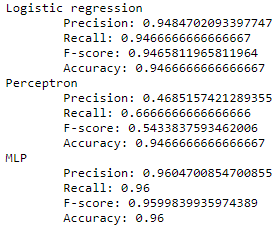 Logistic regression
Precision: 0.9484702093397747
Recall: 0.9466666666666667
F-score: 0.9465811965811964
Accuracy: 0.9466666666666667
Perceptron
Precision: 0.4685157421289355
Recall: 0.6666666666666666
F-score: 0.5433837593462006
Accuracy: 0.9466666666666667
MLP
Precision: 0.9604700854700855
Recall: 0.96
F-score: 0.9599839935974389
Accuracy: 0.96